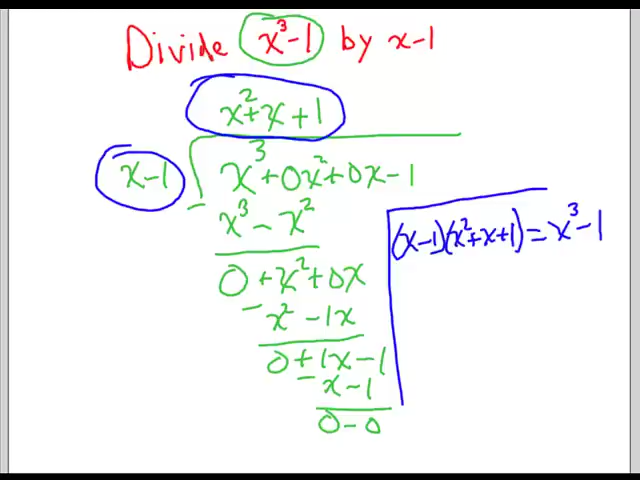 Divide x³-1 by x-1
x²+x+1
x-1 x³+0x²+0x-1
- x³-x²
(x-1)(x²+x+1)=x³-1
0+x²+0x
- x²-1x
0+1x-1
- x-1
0-0